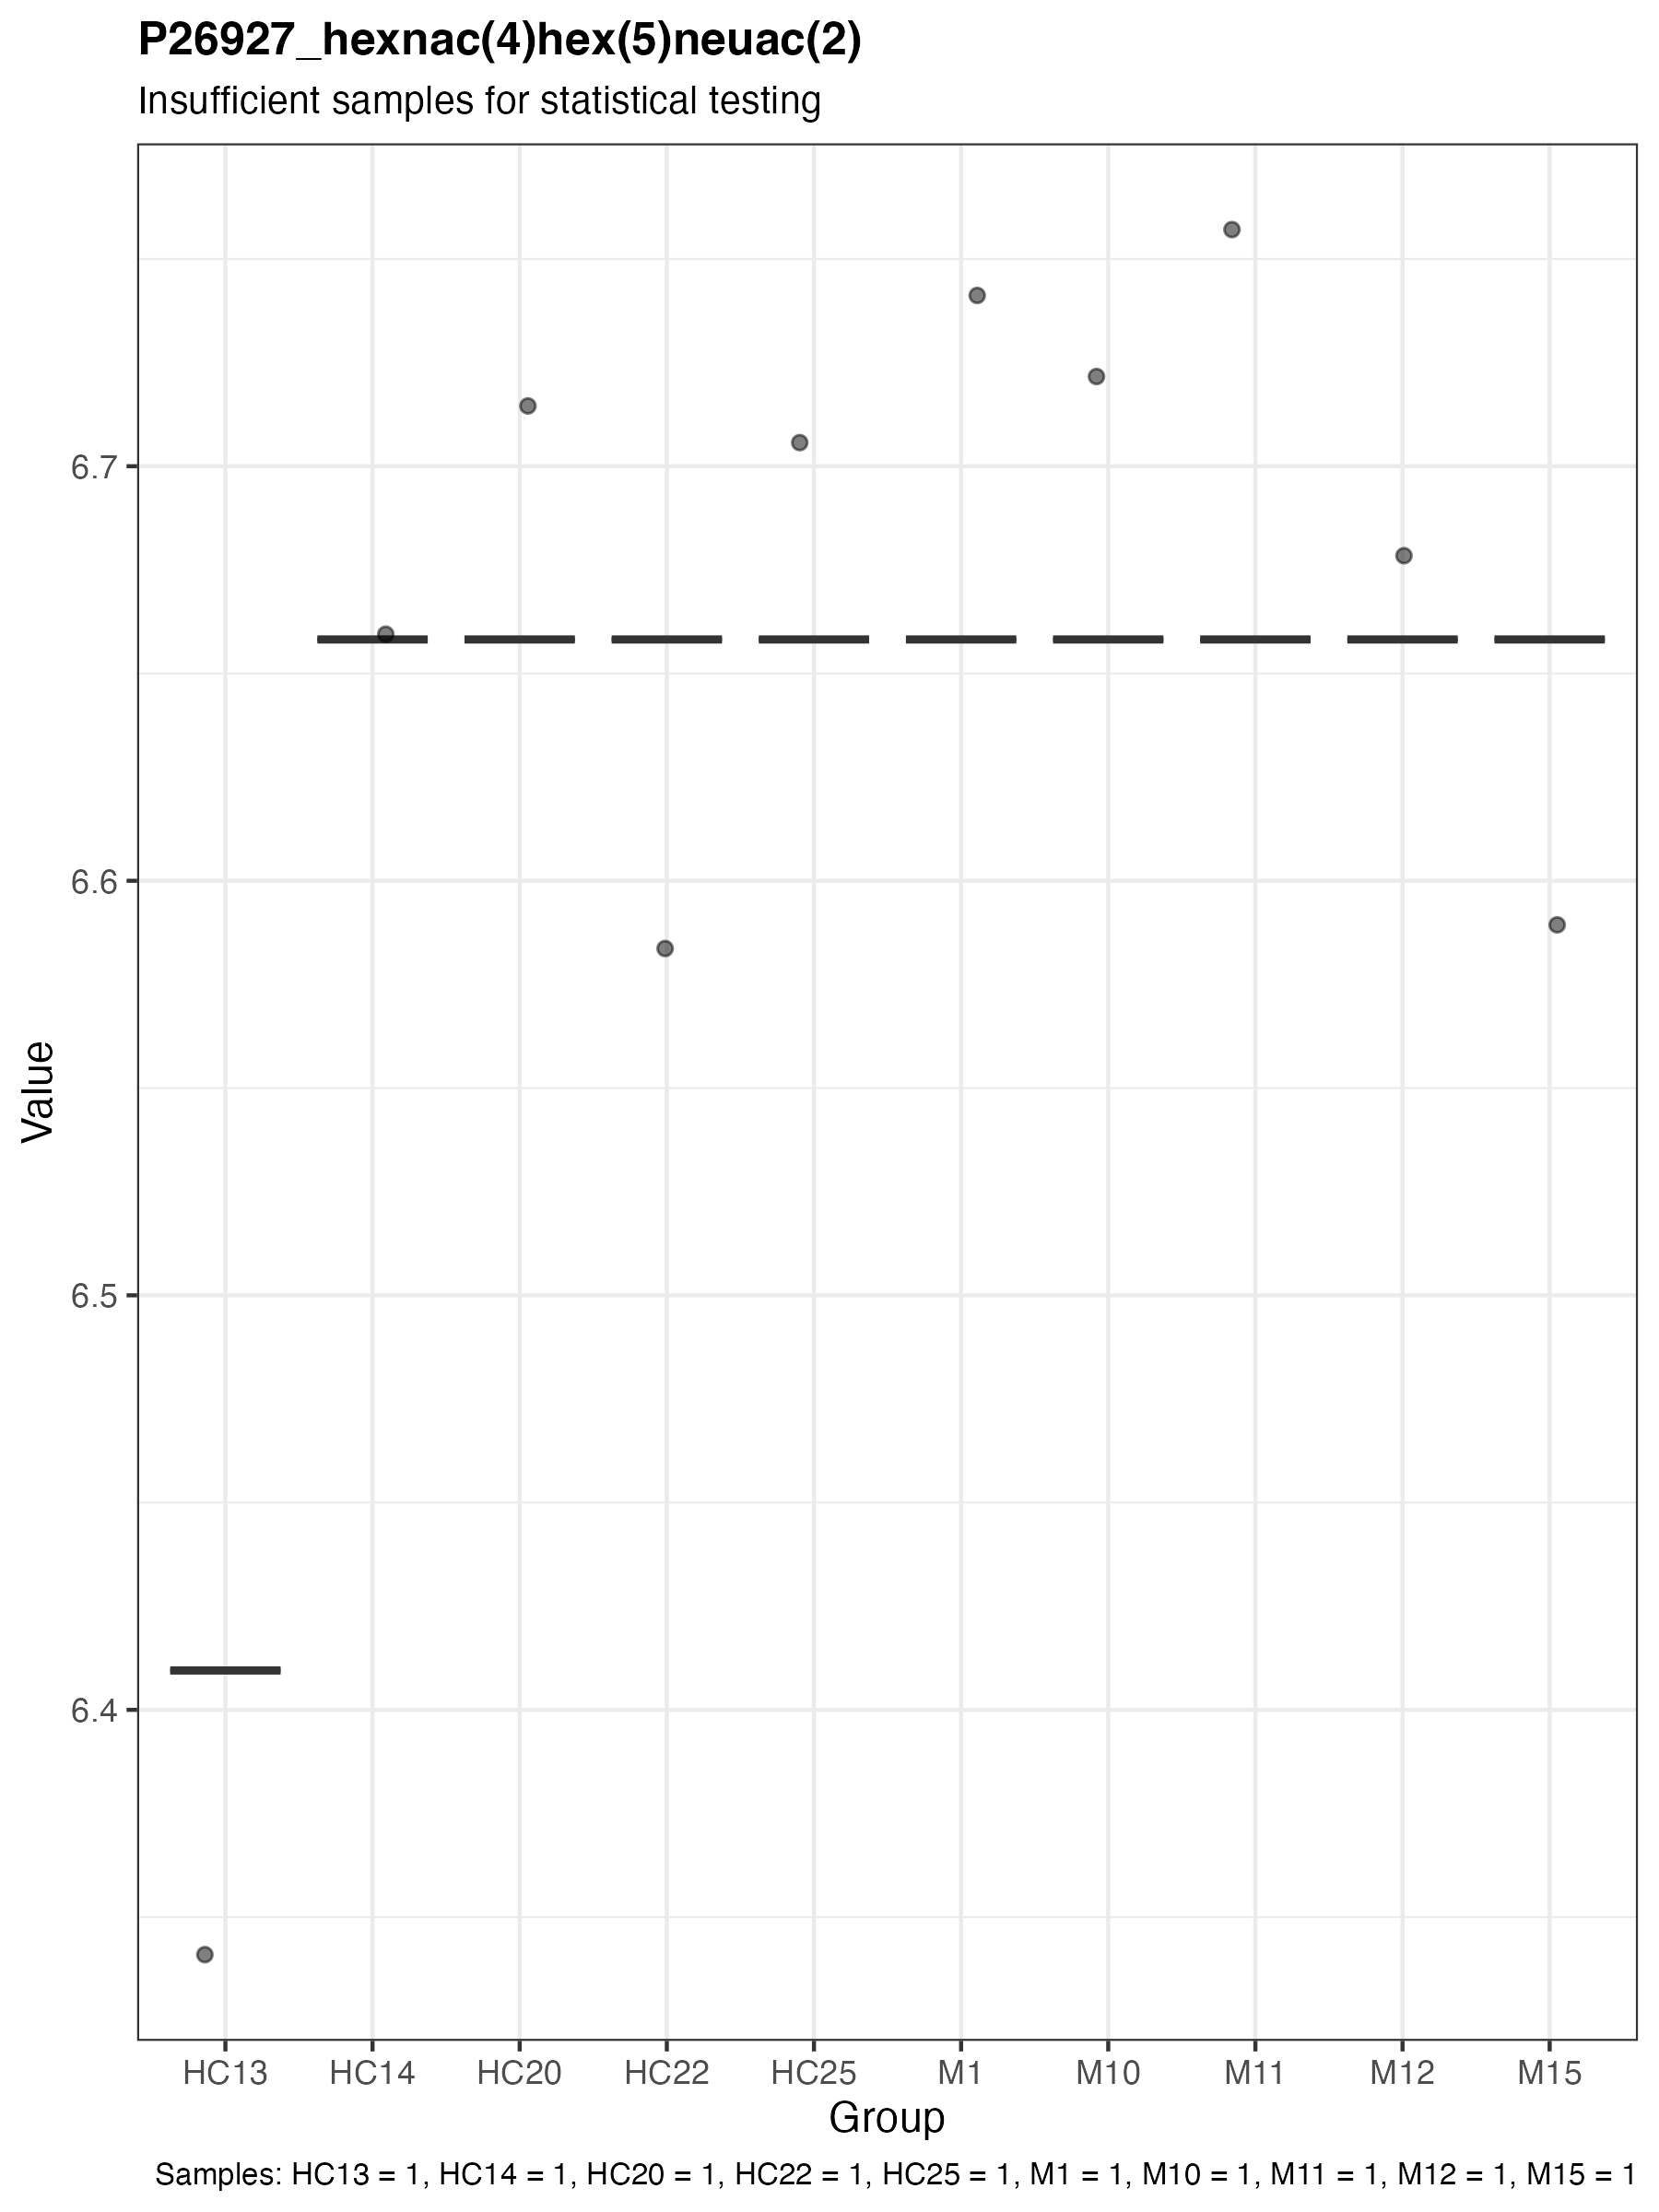 P26927_hexnac(4)hex(5)neuac(2)
Insufficient samples for statistical testing
6.7
6.6
6.5
6.4
Value
HC13 HC14 HC20 HC22 HC25 M1 M10 M11 M12 M15
Group
Samples: HC13 = 1, HC14 = 1, HC20 = 1, HC22 = 1, HC25 = 1, M1 = 1, M10 = 1, M11 = 1, M12 = 1, M15 = 1